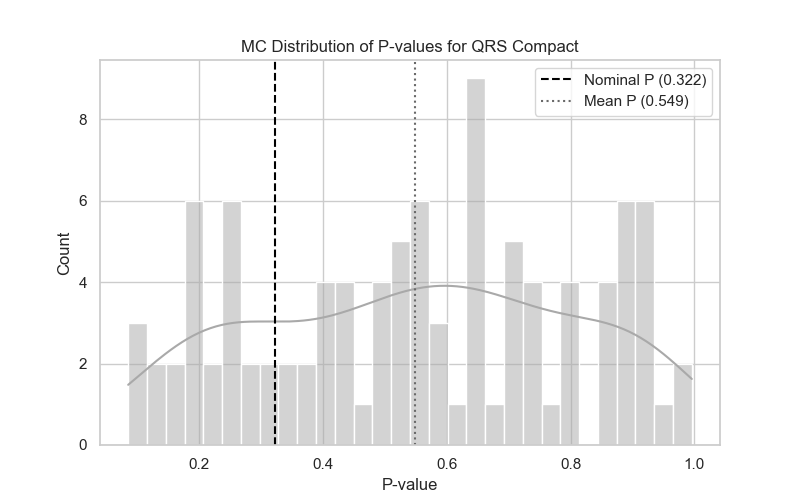 MC Distribution of P-values for QRS Compact
Nominal P (0.322)
Mean P (0.549)
Count
8
6
4
2
0
0.2 0.4 0.6 0.8 1.0
P-value